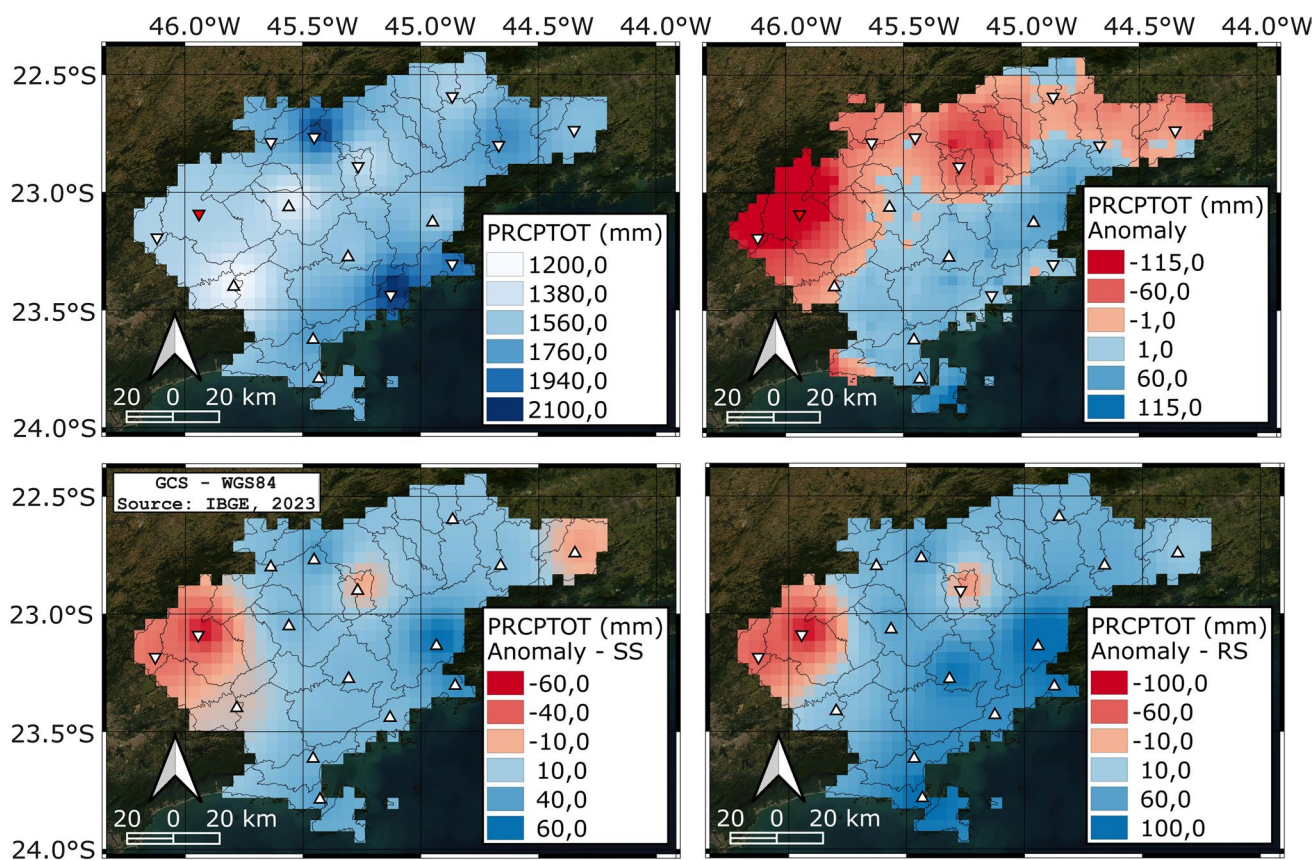 46.0°W 45.5°W 45.0°W 44.5°W 44.0°W
46.0°W 45.5°W 45.0°W 44.5°W 44.0°W
22.5°S
23.0°S
23.5°S
24.0°S
PRCPTOT (mm)
1200,0
1380,0
1560,0
1760,0
1940,0
2100,0
20 0 20 km
PRCPTOT (mm)
Anomaly
-115,0
-60,0
-1,0
1,0
60,0
115,0
20 0 20 km
22.5°S
23.0°S
23.5°S
24.0°S
GCS - WGS84
Source: IBGE, 2023
PRCPTOT (mm)
Anomaly - SS
-60,0
-40,0
-10,0
10,0
40,0
60,0
20 0 20 km
PRCPTOT (mm)
Anomaly - RS
-100,0
-60,0
-10,0
10,0
60,0
100,0
20 0 20 km